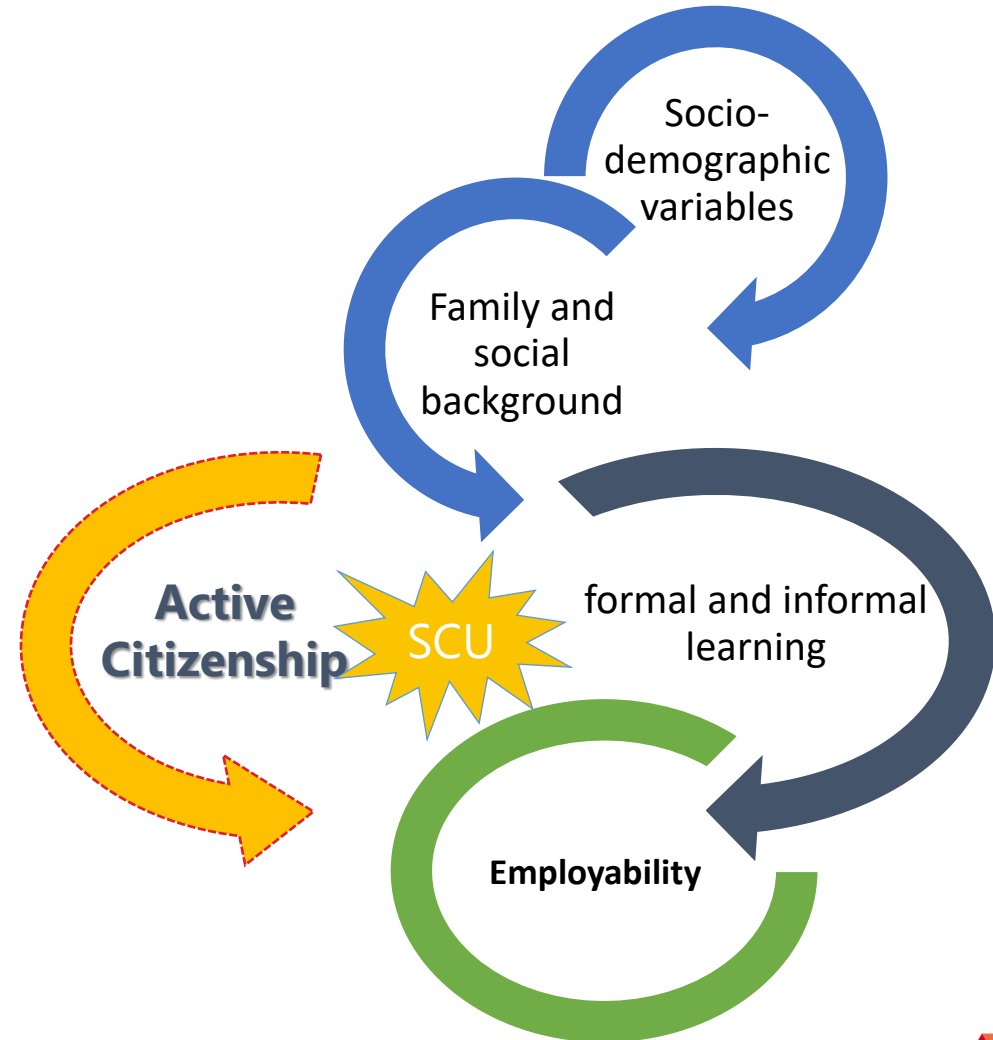 Socio-
demographic
variables
Family and
social
background
Active
Citizenship
SCU
formal and informal
learning
Employability